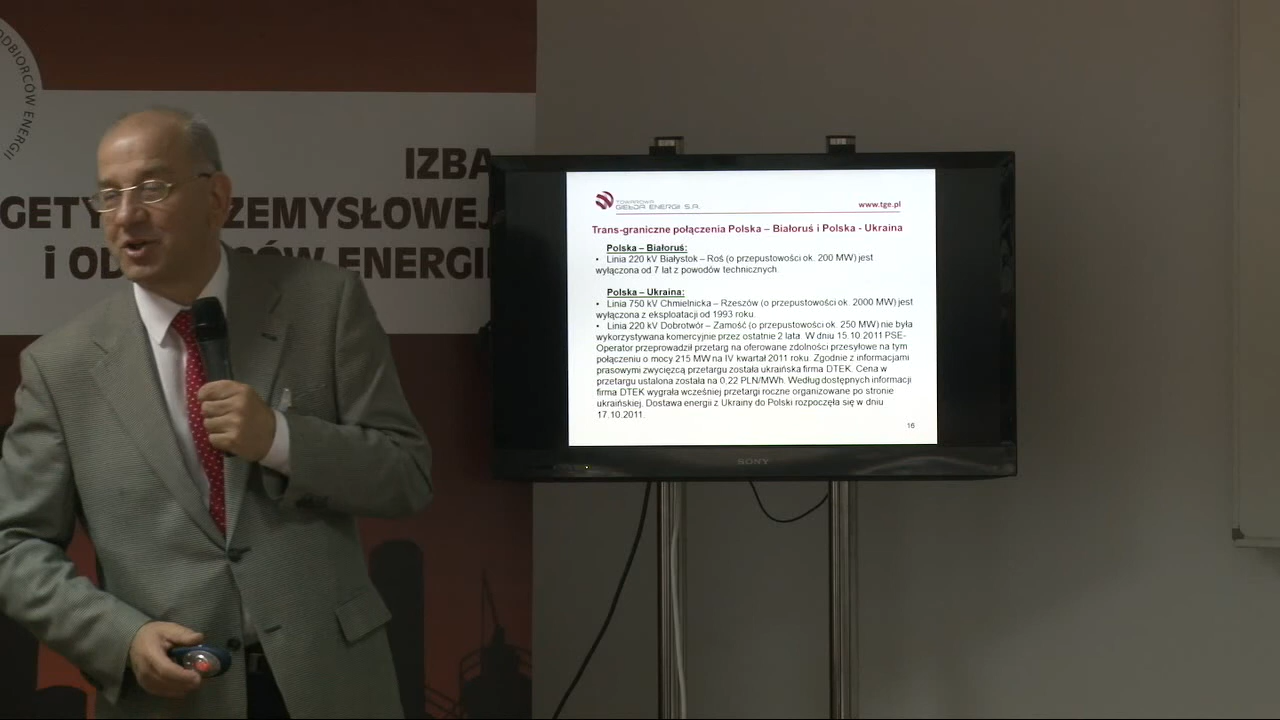 ODBIORCÓW ENERGII
IZBA
GETY ZEMYSŁOWEJ
i OD CÓW ENERGII
TOWAROWA
GIEŁDA ENERGII S.A.
www.tge.pl
Trans-graniczne połączenia Polska – Białoruś i Polska - Ukraina
Polska – Białoruś:
• Linia 220 kV Białystok – Roś (o przepustowości ok. 200 MW) jest
wyłączona od 7 lat z powodów technicznych.
Polska – Ukraina:
• Linia 750 kV Chmielnicka – Rzeszów (o przepustowości ok. 2000 MW) jest
wyłączona z eksploatacji od 1993 roku.
• Linia 220 kV Dobrotwór – Zamość (o przepustowości ok. 250 MW) nie była
wykorzystywana komercyjnie przez ostatnie 2 lata. W dniu 15.10.2011 PSE-
Operator przeprowadził przetarg na oferowane zdolności przesyłowe na tym
połączeniu o mocy 215 MW na IV kwartał 2011 roku. Zgodnie z informacjami
prasowymi zwycięzcą przetargu została ukraińska firma DTEK. Cena w
przetargu ustalona została na 0,22 PLN/MWh. Według dostępnych informacji
firma DTEK wygrała wcześniej przetargi roczne organizowane po stronie
ukraińskiej. Dostawa energii z Ukrainy do Polski rozpoczęła się w dniu
17.10.2011.
16
SONY